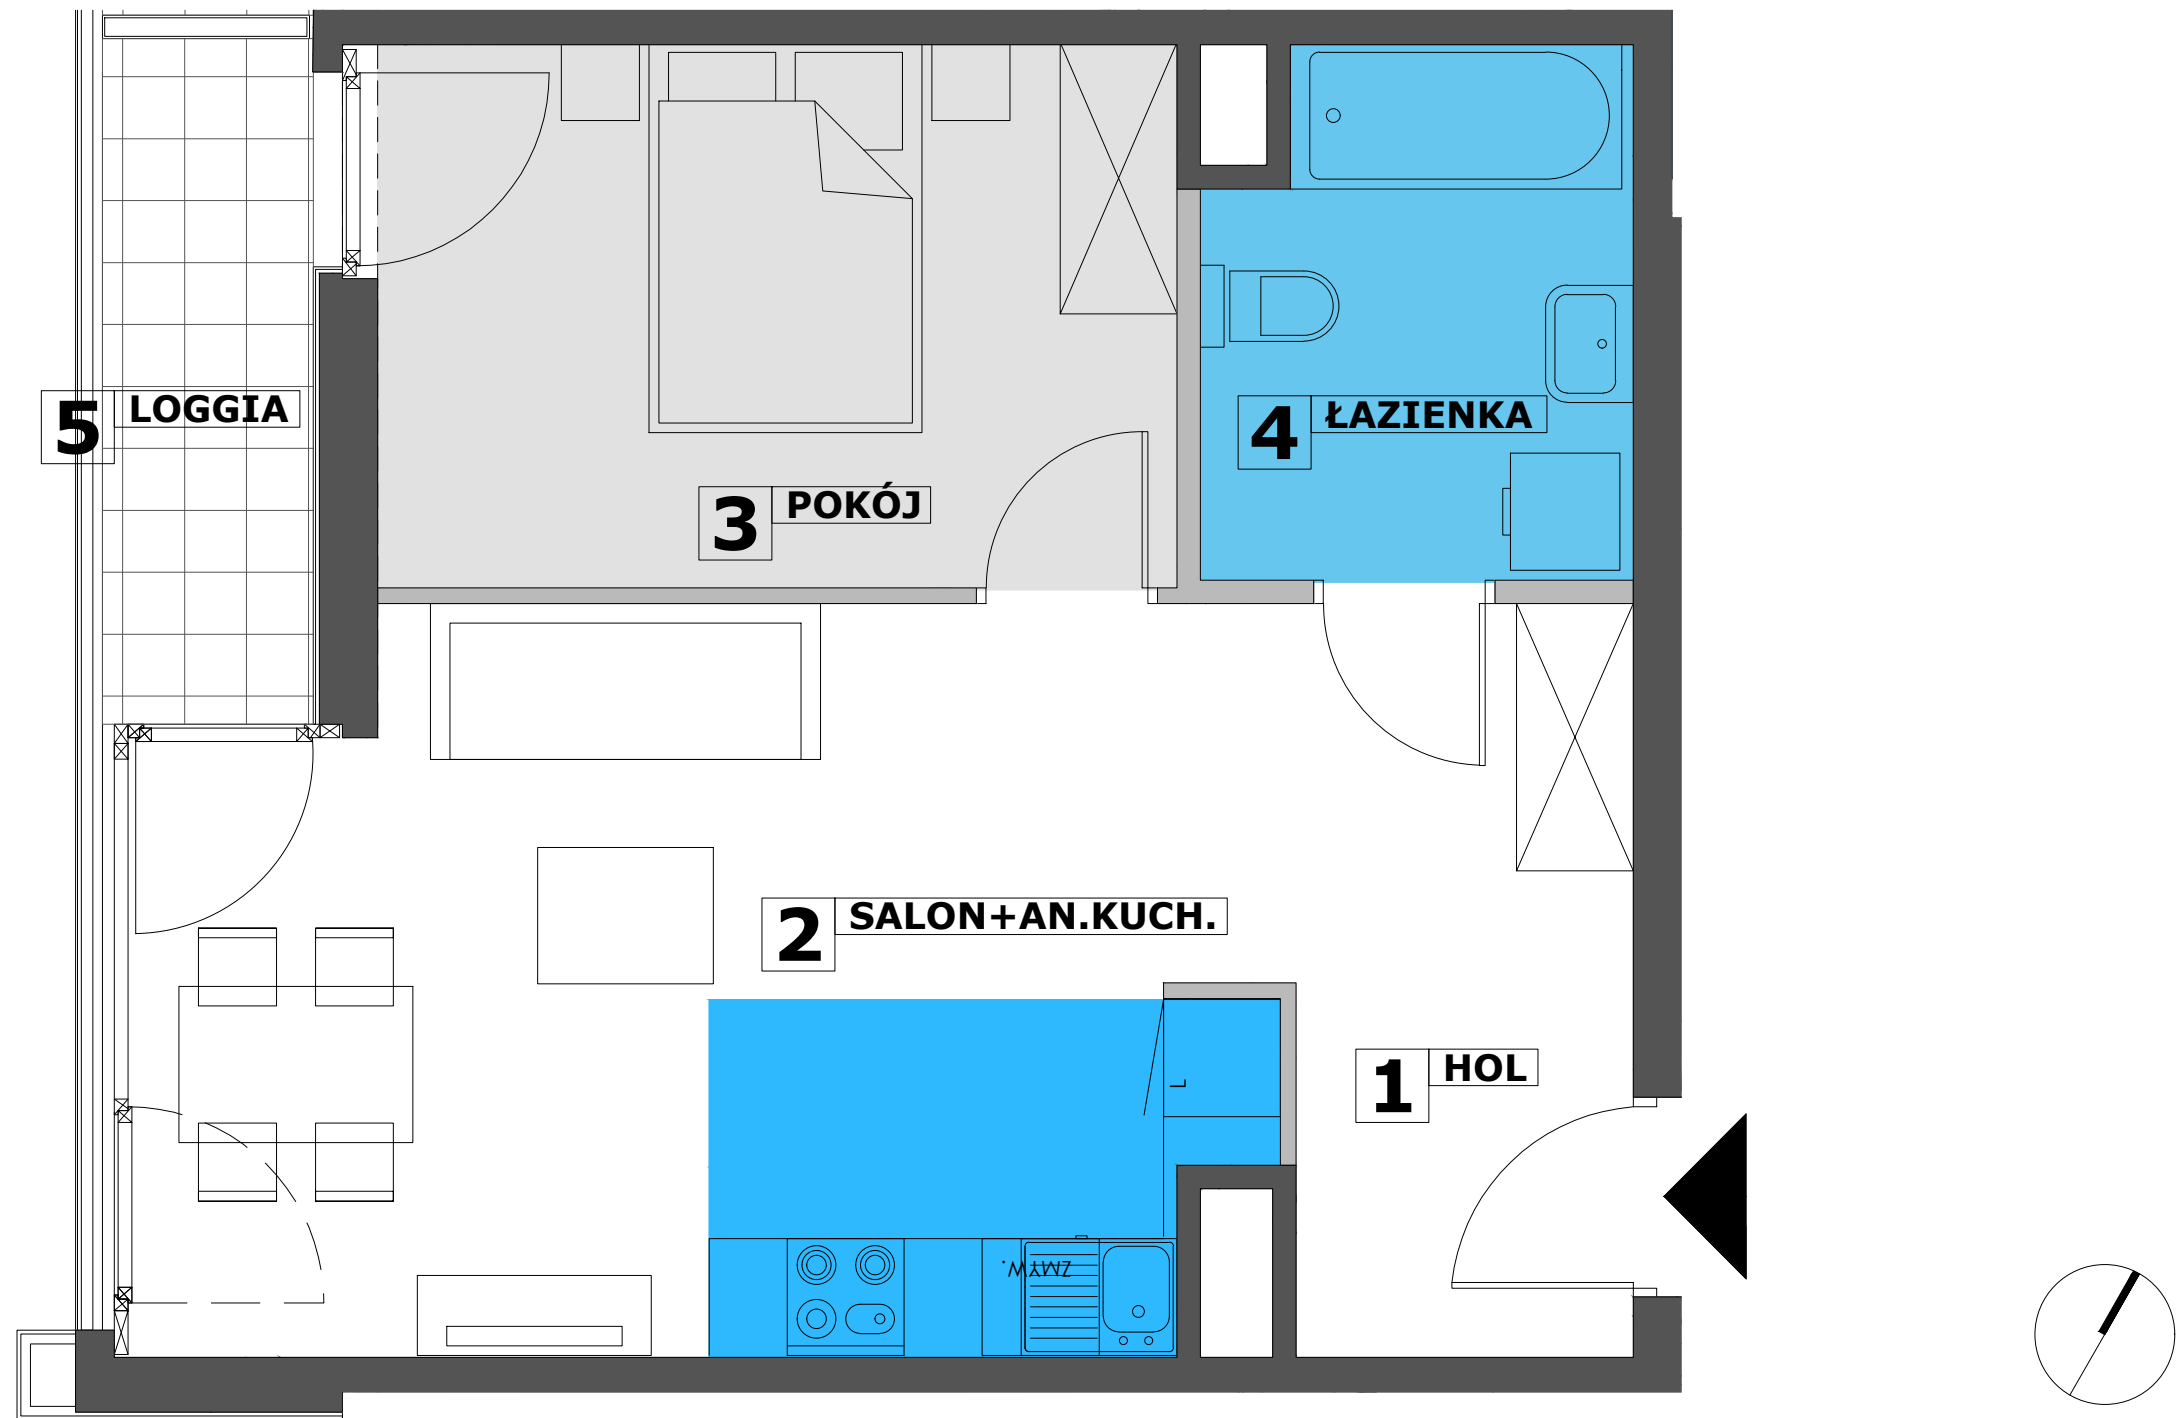 5 LOGGIA
4 ŁAZIENKA
3 POKÓJ
2 SALON+AN.KUCH.
1 HOL
L
ZMYW.